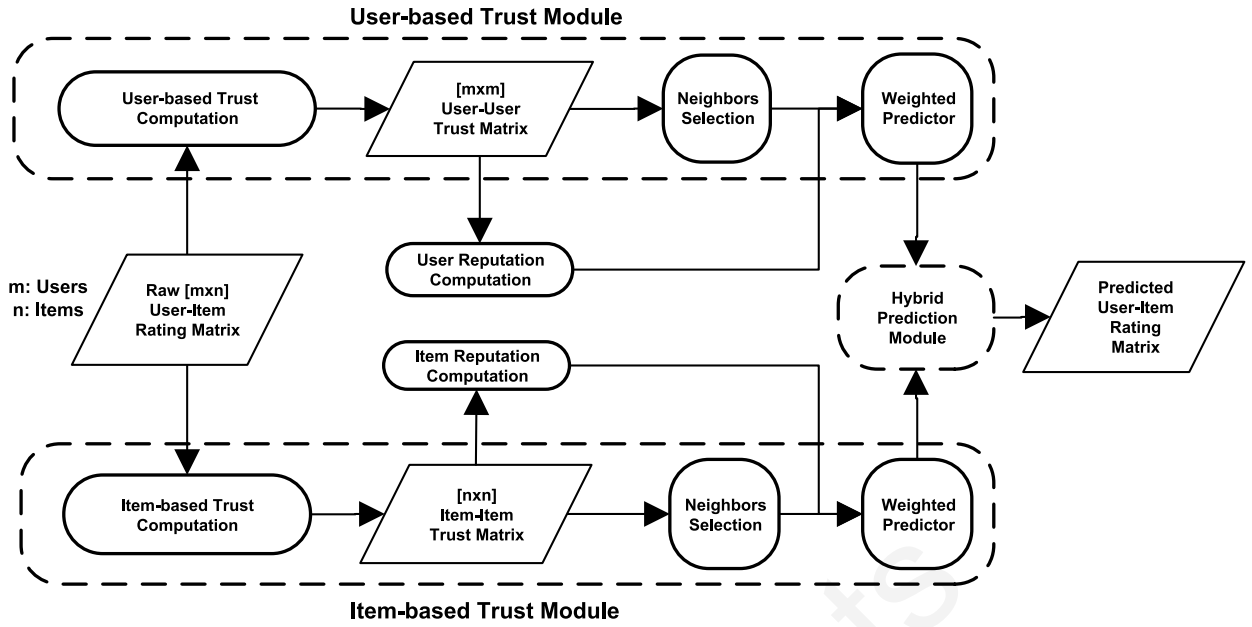 User-based Trust Module
User-based Trust
Computation
[mxm]
User-User
Trust Matrix
Neighbors
Selection
Weighted
Predictor
User Reputation
Computation
m: Users
n: Items
Raw [mxn]
User-Item
Rating Matrix
Hybrid
Prediction
Module
Predicted
User-Item
Rating
Matrix
Item Reputation
Computation
Item-based Trust
Computation
[nxn]
Item-Item
Trust Matrix
Neighbors
Selection
Weighted
Predictor
Item-based Trust Module